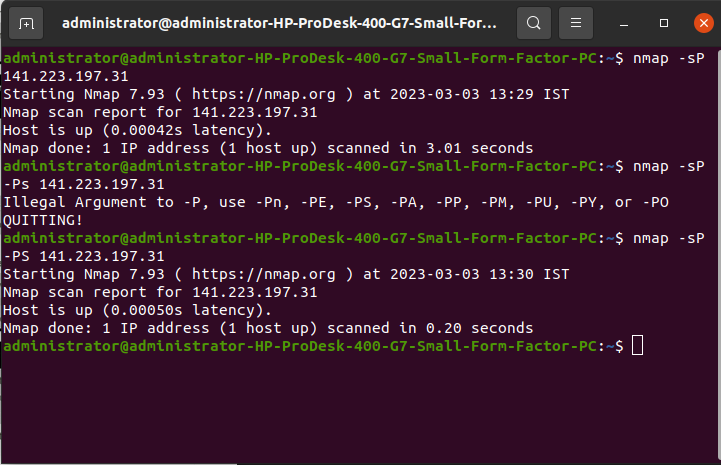 administrator@administrator-HP-ProDesk-400-G7-Small-For...
administrator@administrator-HP-ProDesk-400-G7-Small-Form-Factor-PC:~$ nmap -sP
141.223.197.31
Starting Nmap 7.93 ( https://nmap.org ) at 2023-03-03 13:29 IST
Nmap scan report for 141.223.197.31
Host is up (0.00042s latency).
Nmap done: 1 IP address (1 host up) scanned in 3.01 seconds
administrator@administrator-HP-ProDesk-400-G7-Small-Form-Factor-PC:~$ nmap -sP
-Ps 141.223.197.31
Illegal Argument to -P, use -Pn, -PE, -PS, -PA, -PP, -PM, -PU, -PY, or -PO
QUITTING!
administrator@administrator-HP-ProDesk-400-G7-Small-Form-Factor-PC:~$ nmap -sP
-PS 141.223.197.31
Starting Nmap 7.93 ( https://nmap.org ) at 2023-03-03 13:30 IST
Nmap scan report for 141.223.197.31
Host is up (0.00050s latency).
Nmap done: 1 IP address (1 host up) scanned in 0.20 seconds
administrator@administrator-HP-ProDesk-400-G7-Small-Form-Factor-PC:~$